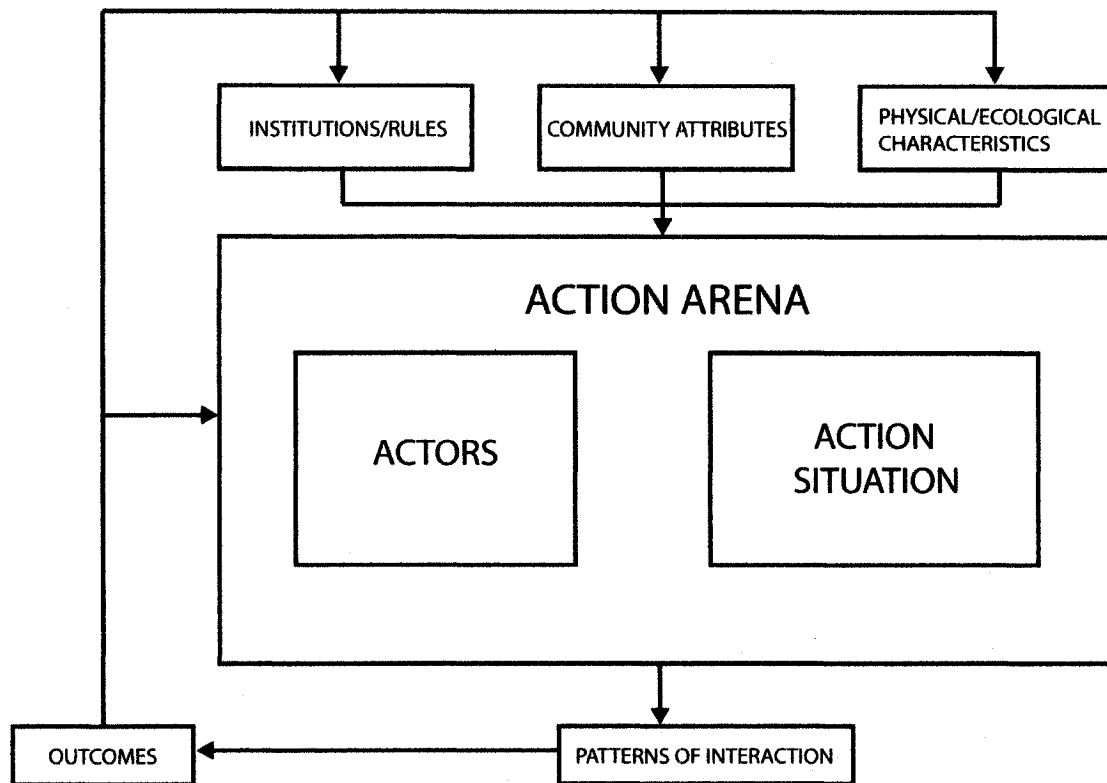 INSTITUTIONS/RULES
COMMUNITY ATTRIBUTES
PHYSICAL/ECOLOGICAL
CHARACTERISTICS
ACTION ARENA
ACTORS
ACTION
SITUATION
OUTCOMES
PATTERNS OF INTERACTION